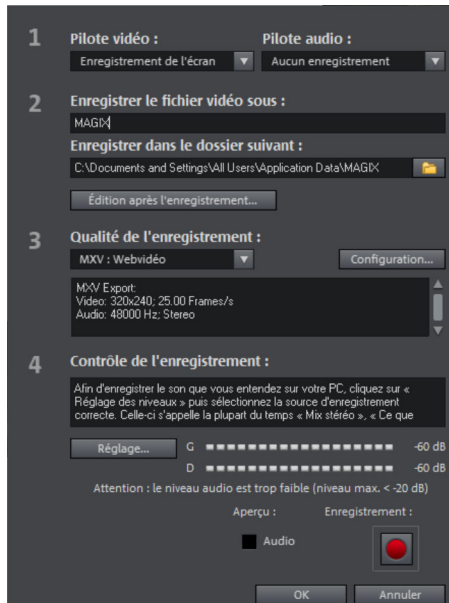 1 Pilote vidéo : Pilote audio :
Enregistrement de l'écran Aucun enregistrement
2 Enregistrer le fichier vidéo sous :
MAGIX
Enregistrer dans le dossier suivant :
C:\Documents and Settings\All Users\Application Data\MAGIX
Édition après l'enregistrement...
3 Qualité de l'enregistrement :
MXV : Webvidéo Configuration...
MXV Export:
Video: 320x240; 25.00 Frames/s
Audio: 48000 Hz; Stereo
4 Contrôle de l'enregistrement :
Afin d'enregistrer le son que vous entendez sur votre PC, cliquez sur «
Réglage des niveaux » puis sélectionnez la source d'enregistrement
correcte. Celle-ci s'appelle la plupart du temps « Mix stéréo », « Ce que
Réglage... G -60 dB
D -60 dB
Attention : le niveau audio est trop faible (niveau max. < -20 dB)
Aperçu : Enregistrement :
Audio
OK Annuler